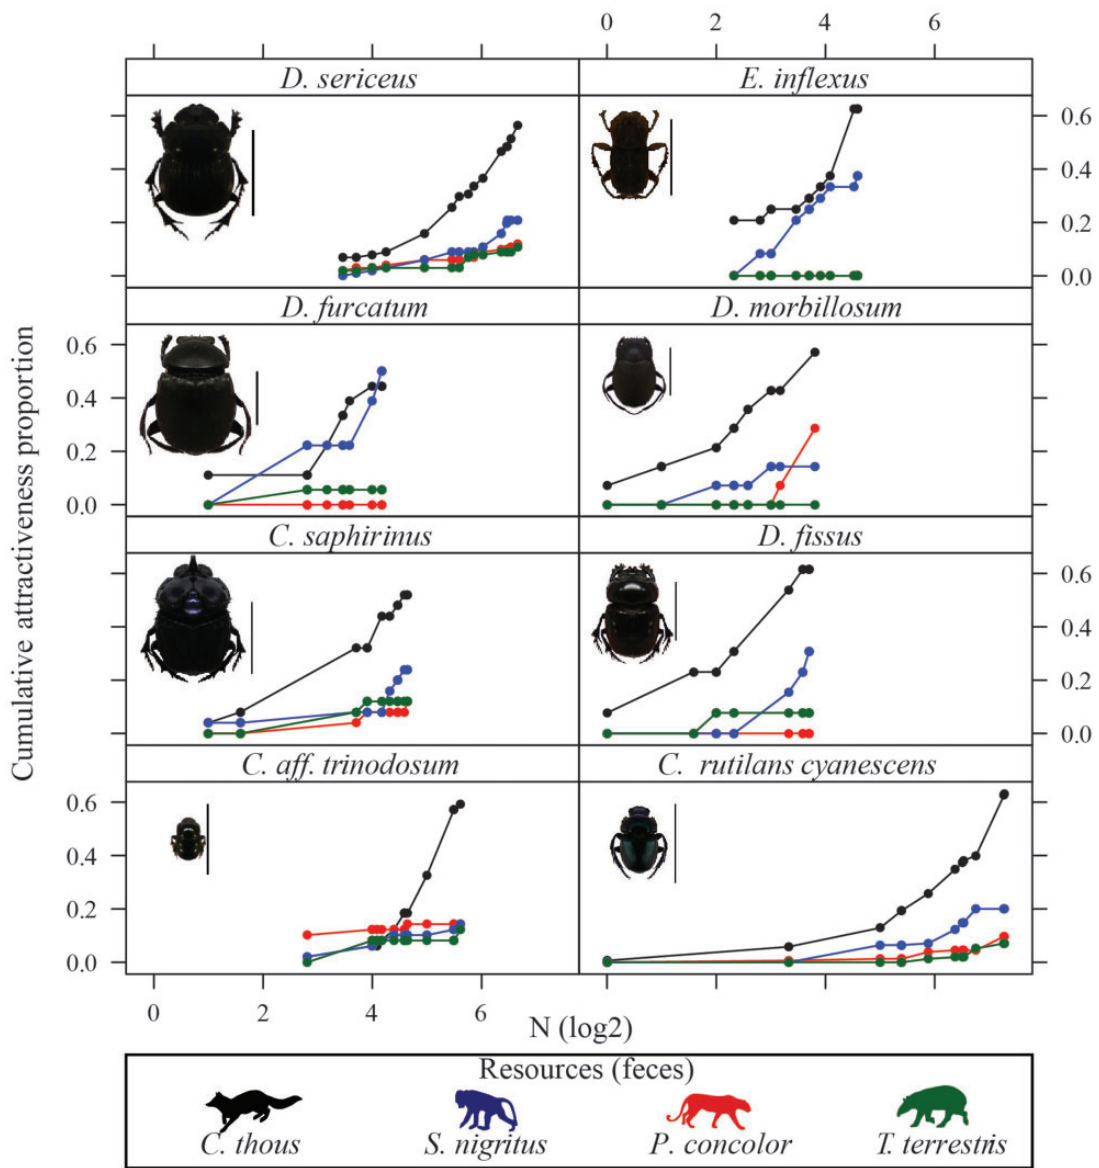 0 2 4 6
D. sericeus E. inflexus
0.6
0.4
0.2
0.0
D. furcatum D. morbillosum
0.6
0.4
0.2
0.0
C. saphirinus D. fissus
0.6
0.4
0.2
0.0
C. aff. trinodosum C. rutilans cyanescens
0.6
0.4
0.2
0.0
0 2 4 6
Cumulative attractiveness proportion
N (log2)
Resources (feces)
C. thous S. nigritus P. concolor T. terrestris